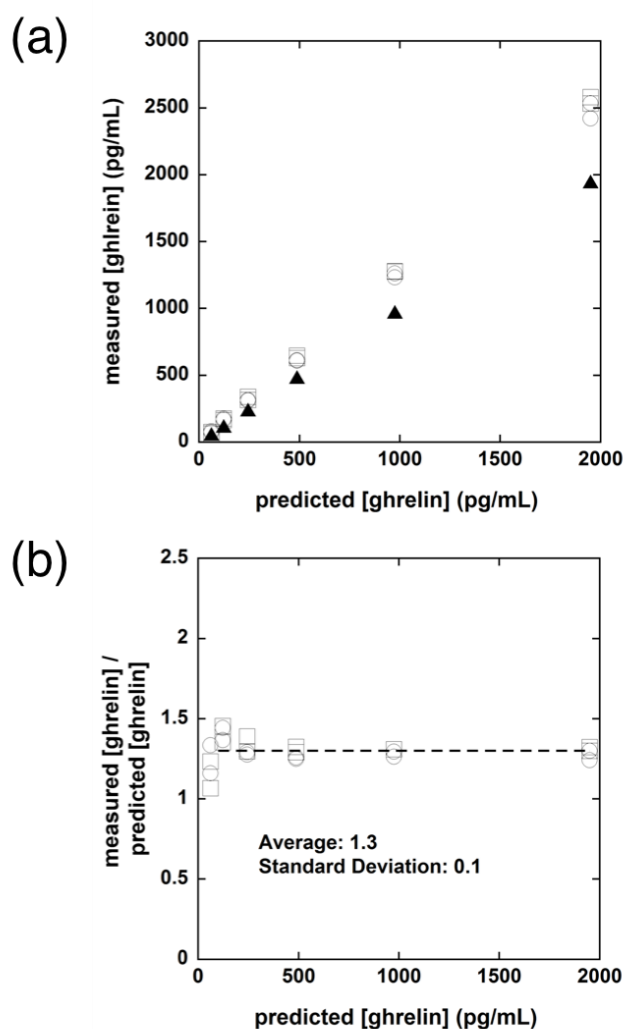 (a)
3000
2500
2000
1500
1000
500
0
measured [ghlrein] (pg/mL)
0 500 1000 1500 2000
predicted [ghrelin] (pg/mL)
(b)
2.5
2
1.5
1
0.5
0
measured [ghrelin] /
predicted [ghrelin]
Average: 1.3
Standard Deviation: 0.1
0 500 1000 1500 2000
predicted [ghrelin] (pg/mL)